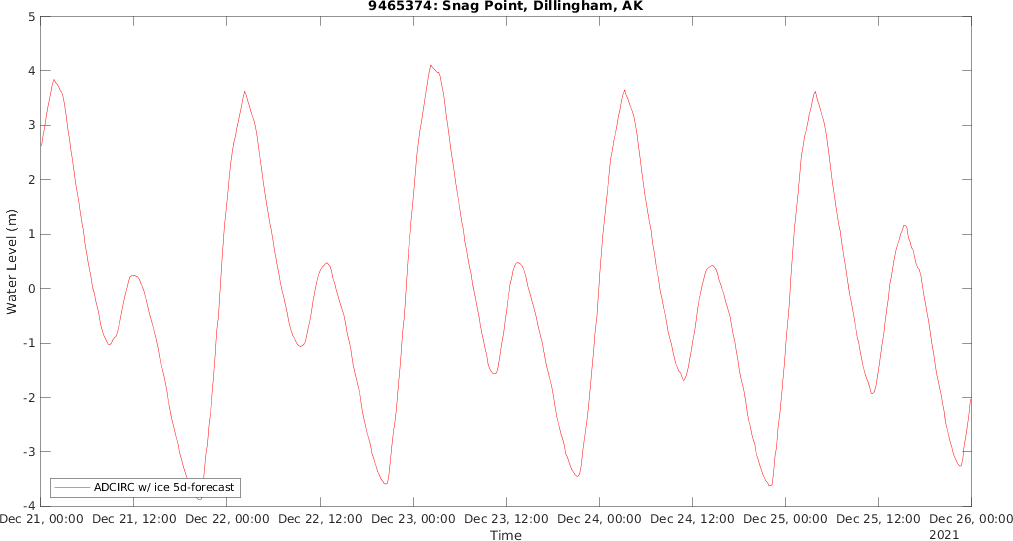 9465374: Snag Point, Dillingham, AK
5
4
3
2
1
0
-1
-2
-3
-4
Water Level (m)
ADCIRC w/ ice 5d-forecast
Dec 21, 00:00 Dec 21, 12:00 Dec 22, 00:00 Dec 22, 12:00 Dec 23, 00:00 Dec 23, 12:00 Dec 24, 00:00 Dec 24, 12:00 Dec 25, 00:00 Dec 25, 12:00 Dec 26, 00:00
Time
2021